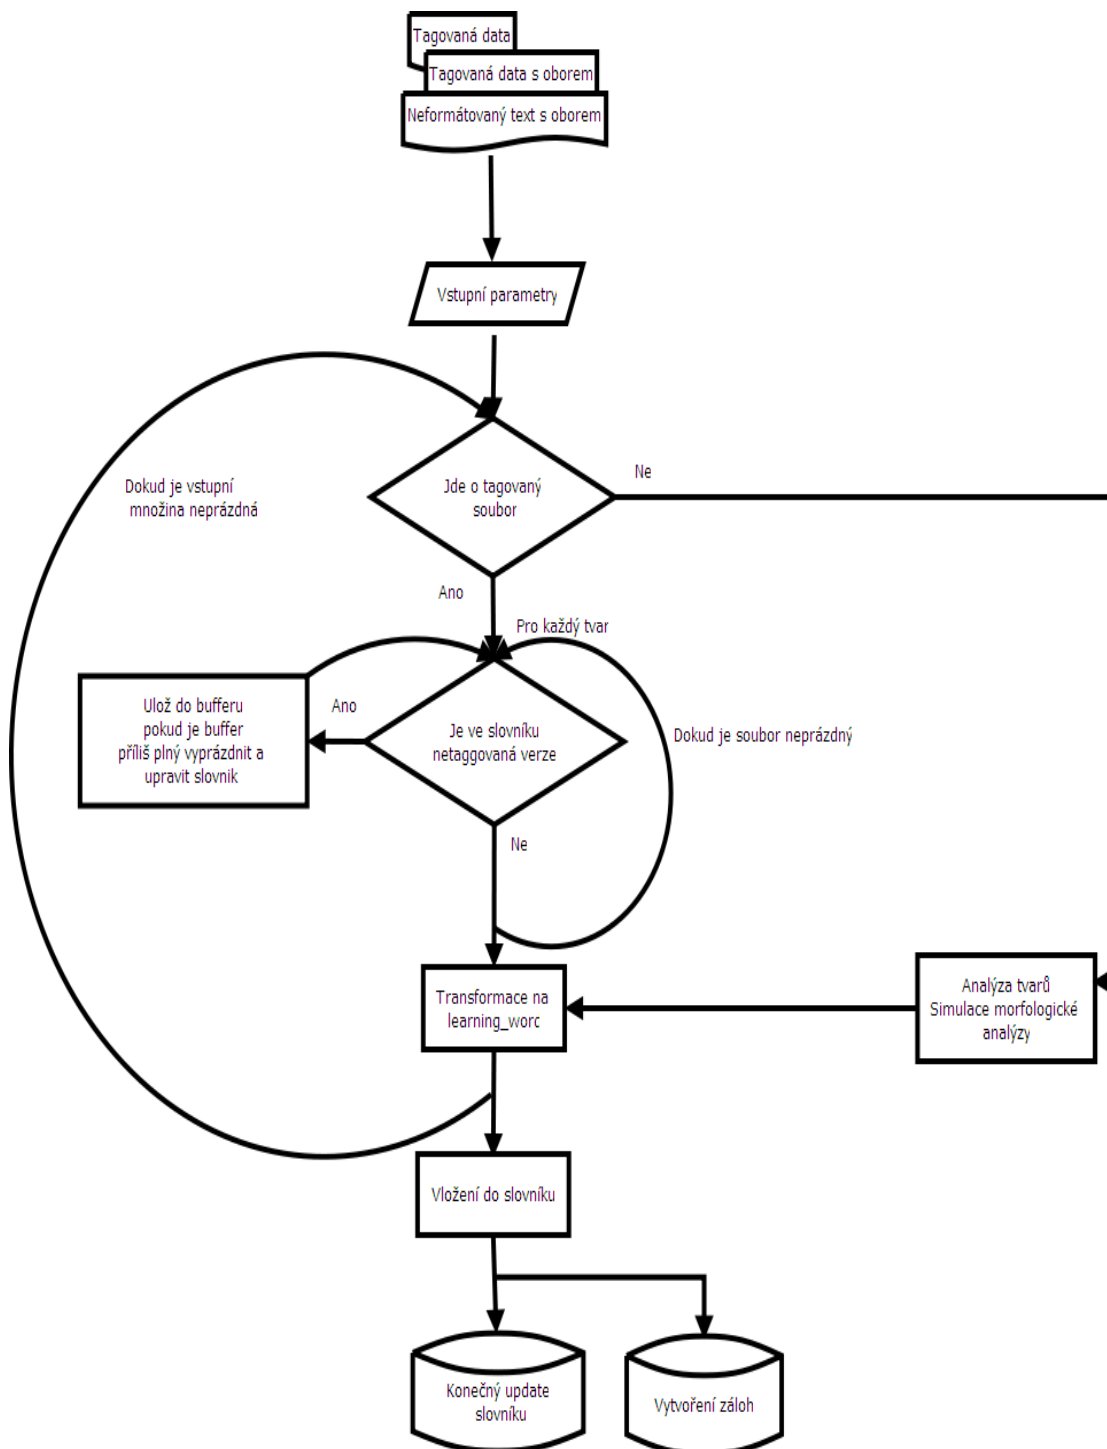 Tagovaná data
Tagovaná data s oborem
Neformátovaný text s oborem
Vstupní parametry
Dokud je vstupní
množina neprázdná
Jde o tagovaný
soubor
Ne
Ano
Pro každý tvar
Ulož do bufferu
pokud je buffer
příliš plný vyprázdnit a
upravit slovnik
Ano
Je ve slovníku
netaggovaná verze
Dokud je soubor neprázdný
Ne
Transformace na
learning_worc
Analýza tvarů
Simulace morfologické
analýzy
Vložení do slovníku
Konečný update
slovníku
Vytvoření záloh